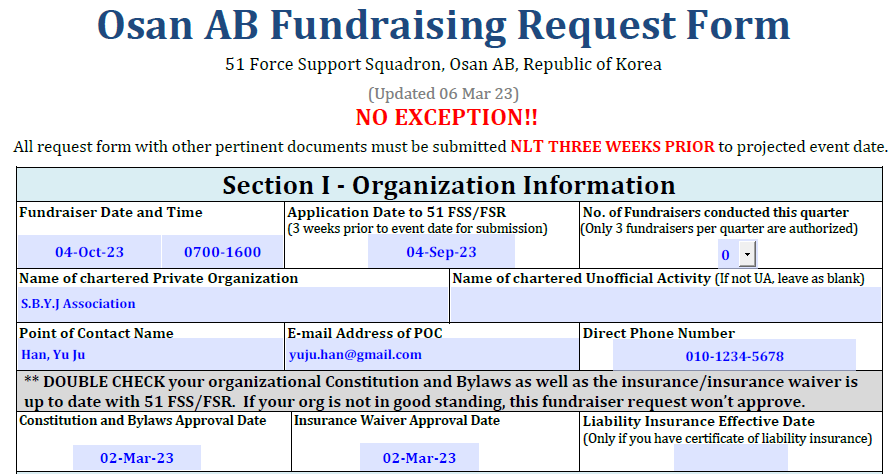 Osan AB Fundraising Request Form
51 Force Support Squadron, Osan AB, Republic of Korea
(Updated 06 Mar 23)
NO EXCEPTION!!
All request form with other pertinent documents must be submitted NLT THREE WEEKS PRIOR to projected event date.
Section I - Organization Information
Fundraiser Date and Time
04-Oct-23 0700-1600
Application Date to 51 FSS/FSR
(3 weeks prior to event date for submission)
04-Sep-23
No. of Fundraisers conducted this quarter
(Only 3 fundraisers per quarter are authorized)
0
Name of chartered Private Organization
S.B.Y.J Association
Name of chartered Unofficial Activity (If not UA, leave as blank)
Point of Contact Name
Han, Yu Ju
E-mail Address of POC
yuju.han@gmail.com
Direct Phone Number
010-1234-5678
** DOUBLE CHECK your organizational Constitution and Bylaws as well as the insurance/insurance waiver is
up to date with 51 FSS/FSR. If your org is not in good standing, this fundraiser request won't approve.
Constitution and Bylaws Approval Date
02-Mar-23
Insurance Waiver Approval Date
02-Mar-23
Liability Insurance Effective Date
(Only if you have certificate of liability insurance)